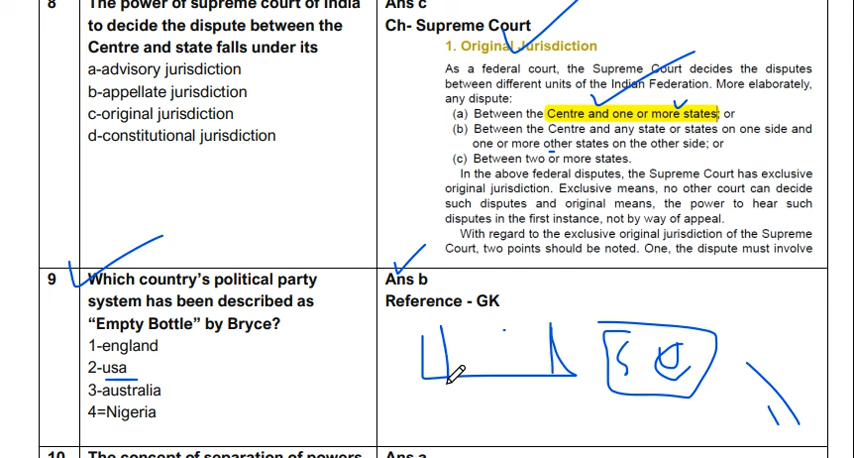 8
The power of supreme court of India
to decide the dispute between the
Centre and state falls under its
a-advisory jurisdiction
b-appellate jurisdiction
c-original jurisdiction
d-constitutional jurisdiction
Ans c
Ch- Supreme Court
1. Original Jurisdiction
As a federal court, the Supreme Court decides the disputes
between different units of the Indian Federation. More elaborately,
any dispute:
(a) Between the Centre and one or more states; or
(b) Between the Centre and any state or states on one side and
one or more other states on the other side; or
(c) Between two or more states.
In the above federal disputes, the Supreme Court has exclusive
original jurisdiction. Exclusive means, no other court can decide
such disputes and original means, the power to hear such
disputes in the first instance, not by way of appeal.
With regard to the exclusive original jurisdiction of the Supreme
Court, two points should be noted. One, the dispute must involve
9
Which country's political party
system has been described as
“Empty Bottle” by Bryce?
1-england
2-usa
3-australia
4=Nigeria
Ans b
Reference - GK
10
The concept of separation of powers
Ans a